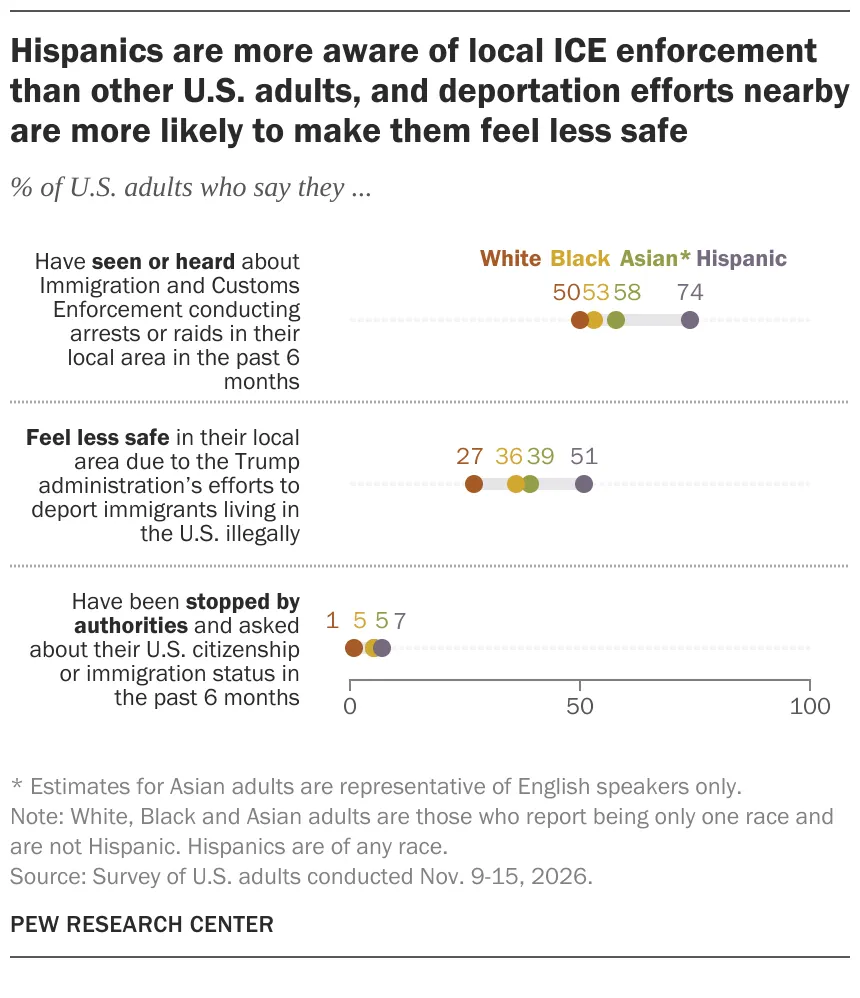 Hispanics are more aware of local ICE enforcement
than other U.S. adults, and deportation efforts nearby
are more likely to make them feel less safe
% of U.S. adults who say they ...
White Black Asian* Hispanic
Have seen or heard about
Immigration and Customs
Enforcement conducting
arrests or raids in their
local area in the past 6
months
50 53 58 74
Feel less safe in their local
area due to the Trump
administration’s efforts to
deport immigrants living in
the U.S. illegally
27 36 39 51
Have been stopped by
authorities and asked
about their U.S. citizenship
or immigration status in
the past 6 months
1 5 5 7
0 50 100
* Estimates for Asian adults are representative of English speakers only.
Note: White, Black and Asian adults are those who report being only one race and
are not Hispanic. Hispanics are of any race.
Source: Survey of U.S. adults conducted Nov. 9-15, 2026.
PEW RESEARCH CENTER